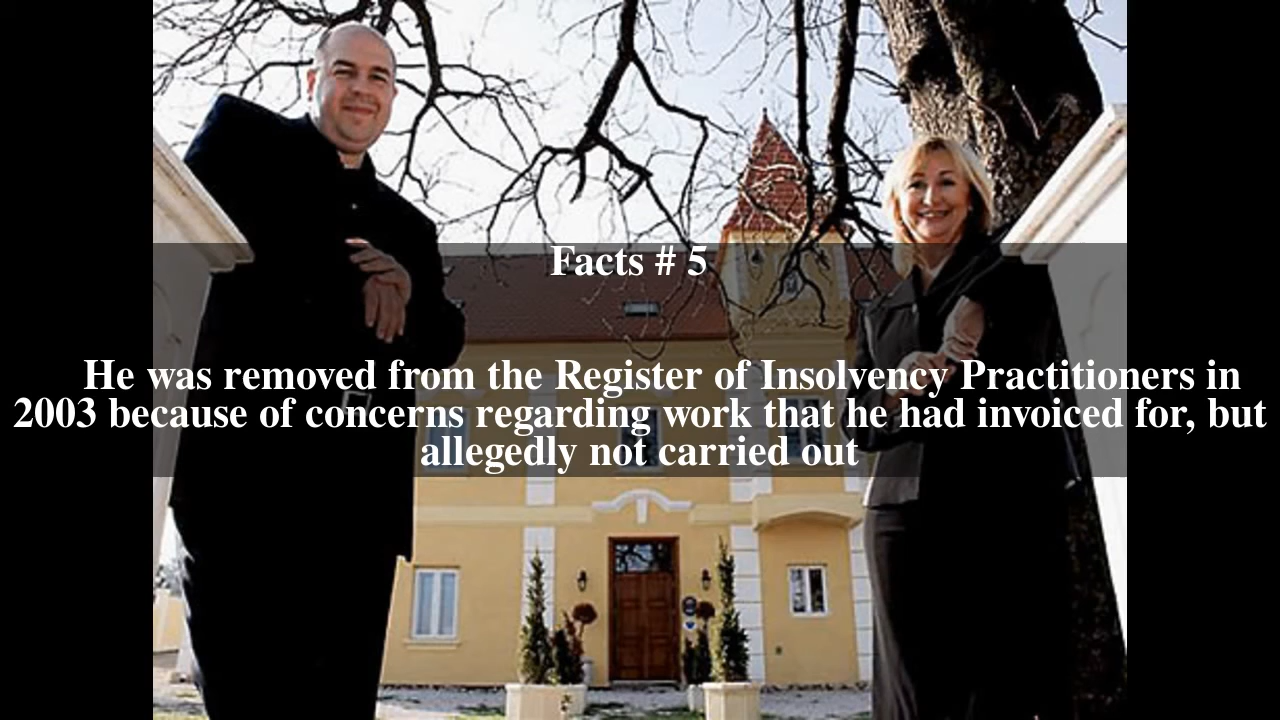 Facts # 5
He was removed from the Register of Insolvency Practitioners in
2003 because of concerns regarding work that he had invoiced for, but
allegedly not carried out